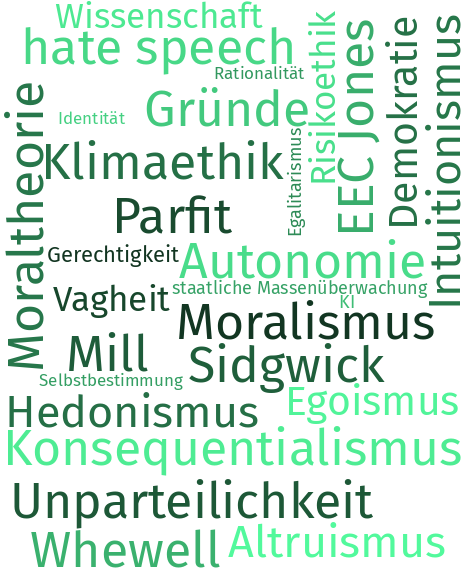 Wissenschaft
hate speech
Rationalität
Identität
Gründe
Risikoethik
EEC Jones
Demokratie
Intuitionismus
Moraltheorie
Klimaethik
Egalitarismus
Parfit
Gerechtigkeit
Autonomie
Vagheit
staatliche Massenüberwachung
KI
Moralismus
Mill
Sidgwick
Selbstbestimmung
Hedonismus
Egoismus
Konsequentialismus
Unparteilichkeit
Whewell
Altruismus